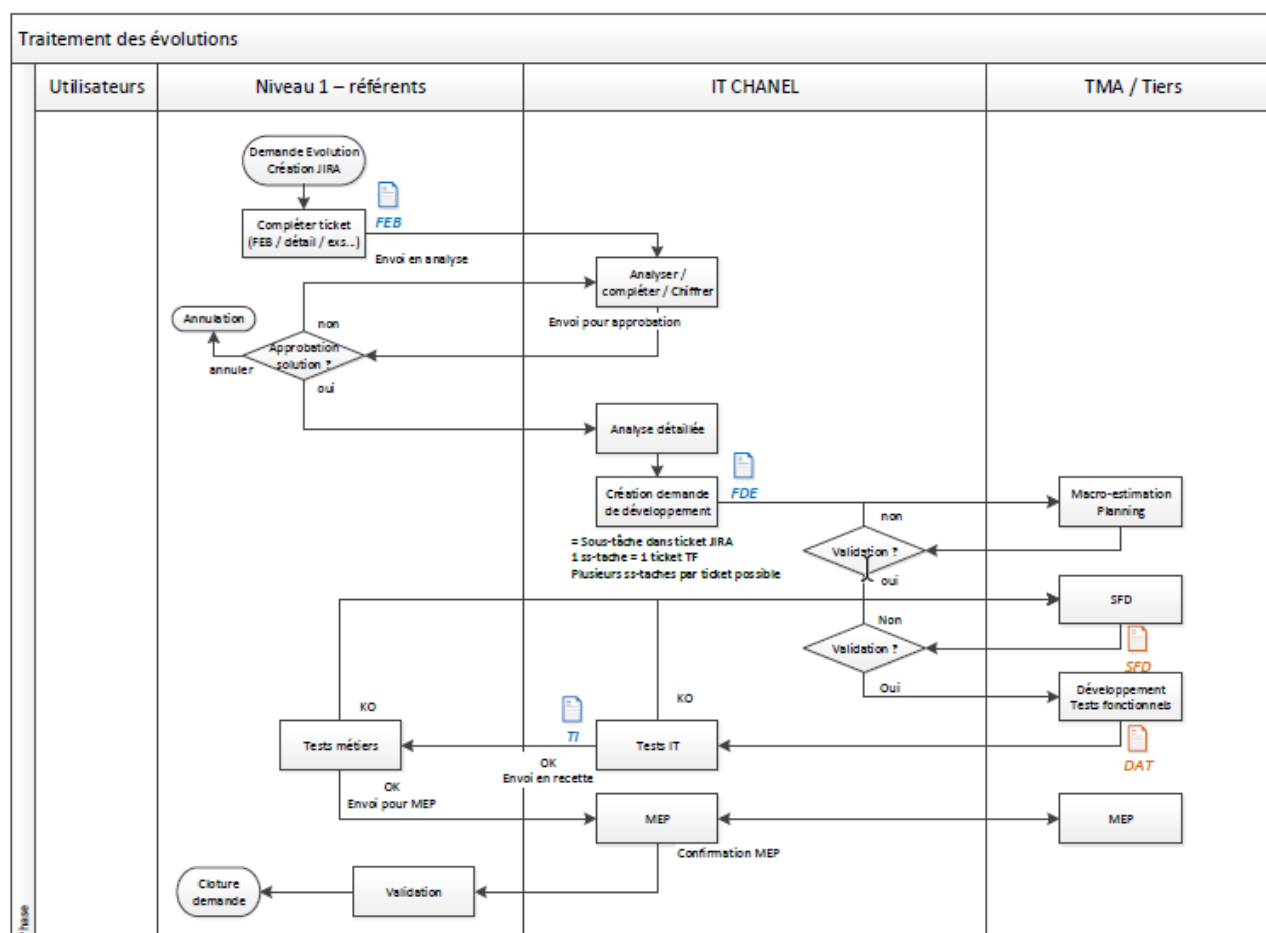 Traitement des évolutions
Utilisateurs
Niveau 1 – référents
IT CHANEL
TMA / Tiers
Demande Evolution
Création JIRA
Compléter ticket
(FEB / détail / exs...)
FEB
Envoi en analyse
Analyser /
compléter / Chiffrer
Envoi pour approbation
Annulation
non
Approbation
solution ?
annuler
oui
Analyse détaillée
Création demande
de développement
FDE
= Sous-tâche dans ticket JIRA
1 ss-tache = 1 ticket TF
Plusieurs ss-taches par ticket possible
Macro-estimation
Planning
non
Validation ?
oui
SFD
Non
Validation ?
SFD
Oui
Développement
Tests fonctionnels
DAT
KO
KO
TI
Tests métiers
Tests IT
OK
Envoi en recette
OK
Envoi pour MEP
MEP
MEP
Confirmation MEP
Validation
Cloture
demande